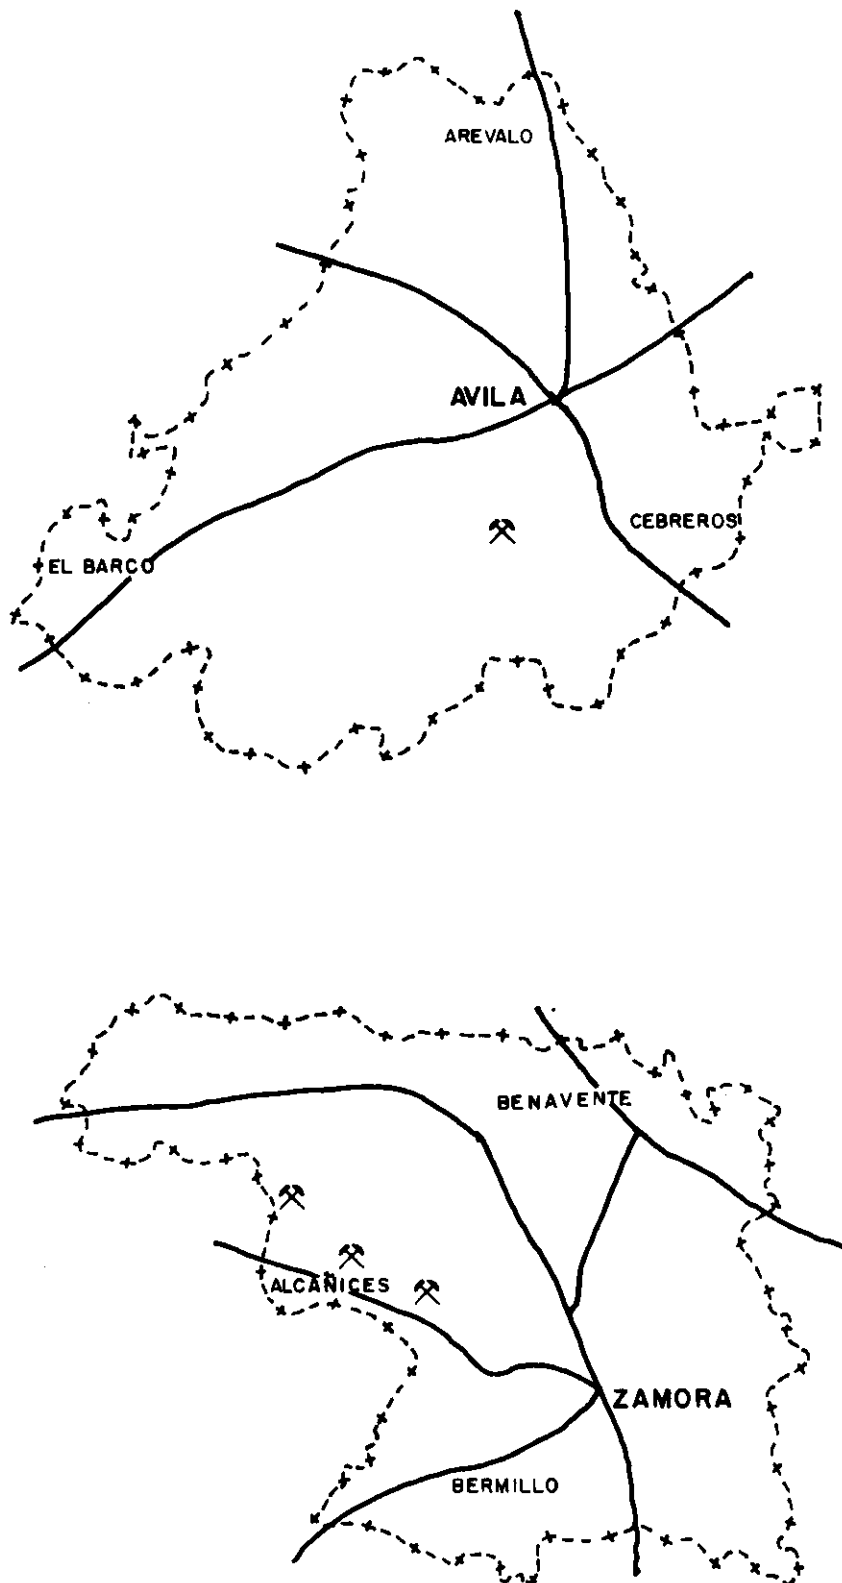 AREVALO
AVILA
CEBREROS
EL BARCO
BENAVENTE
ALCAÑICES
ZAMORA
BERMILLO